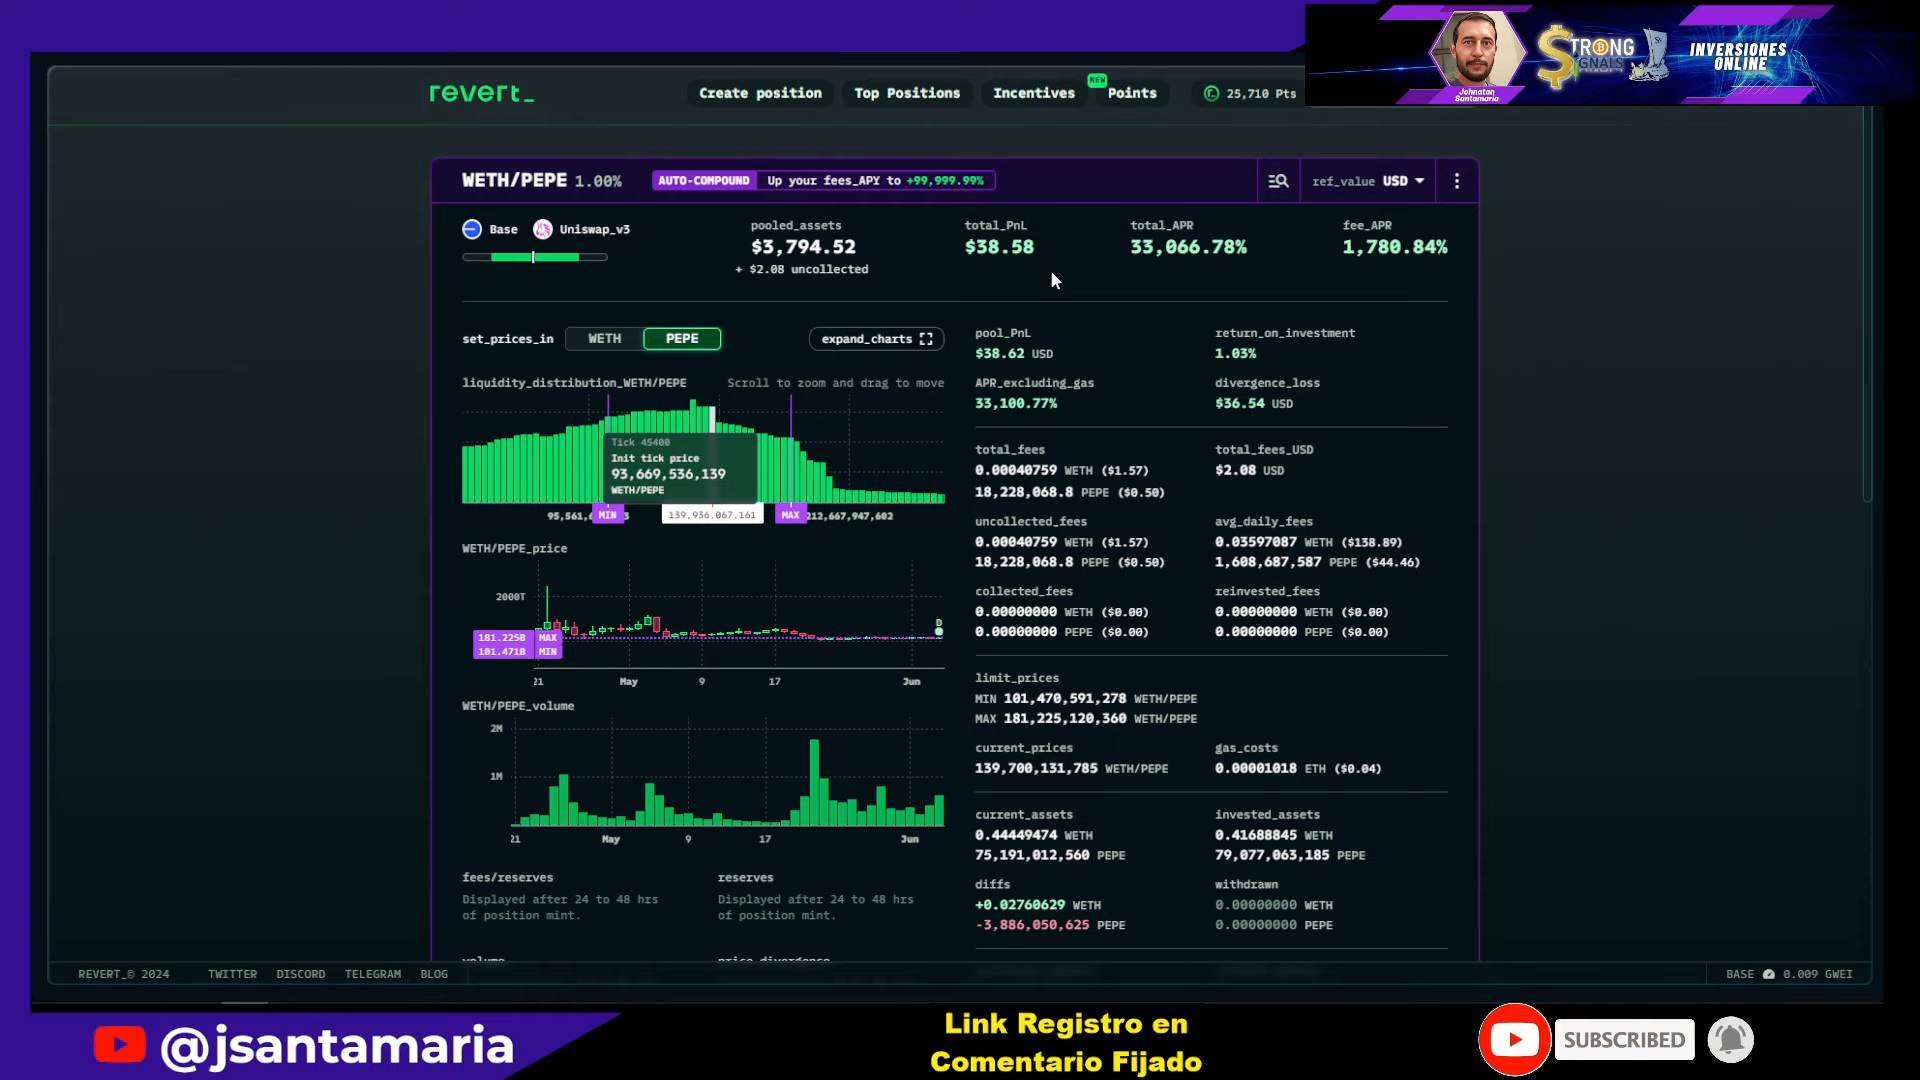 revert_
Create position
Top Positions
Incentives
NEW
Points
25,710 Pts
Johnatan
Santamaria
STRONG
SIGNALS
INVERSIONES
ONLINE
WETH/PEPE 1.00%
AUTO-COMPOUND Up your fees_APY to +99,999.99%
ref_value USD
Base
Uniswap_v3
pooled_assets
$3,794.52
+ $2.08 uncollected
total_PnL
$38.58
total_APR
33,066.78%
fee_APR
1,780.84%
set_prices_in
WETH
PEPE
expand_charts
liquidity_distribution_WETH/PEPE
Scroll to zoom and drag to move
Tick 45400
Init tick price
93,669,536,139
WETH/PEPE
MIN
139,936,067,161
MAX
212,667,947,602
WETH/PEPE_price
2000T
181.225B MAX
101.471B MIN
D
21 May 9 17 Jun
WETH/PEPE_volume
2M
1M
21 May 9 17 Jun
fees/reserves
Displayed after 24 to 48 hrs
of position mint.
reserves
Displayed after 24 to 48 hrs
of position mint.
volume
price_divergence
pool_PnL
$38.62 USD
return_on_investment
1.03%
APR_excluding_gas
33,100.77%
divergence_loss
$36.54 USD
total_fees
0.00040759 WETH ($1.57)
18,228,068.8 PEPE ($0.50)
total_fees_USD
$2.08 USD
uncollected_fees
0.00040759 WETH ($1.57)
18,228,068.8 PEPE ($0.50)
avg_daily_fees
0.03597087 WETH ($138.89)
1,608,687,587 PEPE ($44.46)
collected_fees
0.00000000 WETH ($0.00)
0.00000000 PEPE ($0.00)
reinvested_fees
0.00000000 WETH ($0.00)
0.00000000 PEPE ($0.00)
limit_prices
MIN 101,470,591,278 WETH/PEPE
MAX 181,225,120,360 WETH/PEPE
current_prices
139,700,131,785 WETH/PEPE
gas_costs
0.00001018 ETH ($0.04)
current_assets
0.44449474 WETH
75,191,012,560 PEPE
invested_assets
0.41688845 WETH
79,077,063,185 PEPE
diffs
+0.02760629 WETH
-3,886,050,625 PEPE
withdrawn
0.00000000 WETH
0.00000000 PEPE
REVERT_© 2024
TWITTER
DISCORD
TELEGRAM
BLOG
BASE
0.009 GWEI
@jsantamaria
Link Registro en
Comentario Fijado
SUBSCRIBED